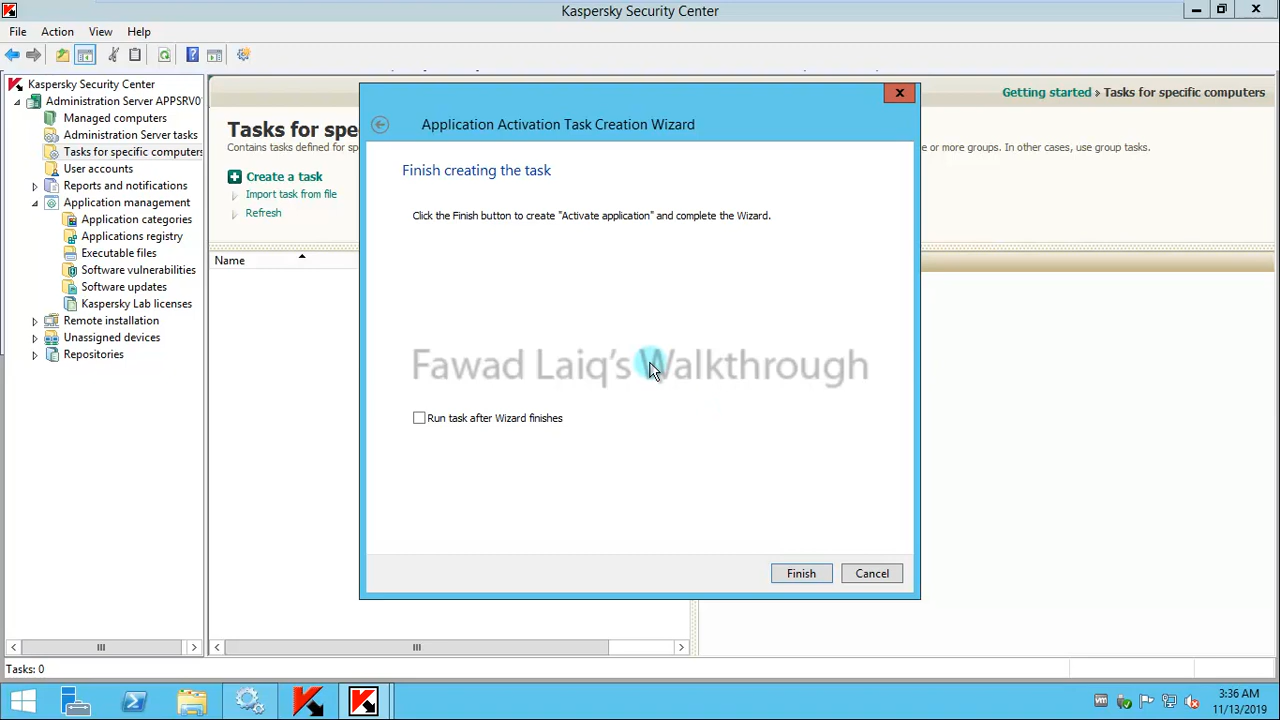 Kaspersky Security Center
File Action View Help
Kaspersky Security Center
Administration Server APPSRV0
Managed computers
Administration Server tasks
Tasks for specific computers
User accounts
Reports and notifications
Application management
Application categories
Applications registry
Executable files
Software vulnerabilities
Software updates
Kaspersky Lab licenses
Remote installation
Unassigned devices
Repositories
Getting started > Tasks for specific computers
Tasks for spe
Contains tasks defined for sp
e or more groups. In other cases, use group tasks.
Create a task
Import task from file
Refresh
Name
Application Activation Task Creation Wizard
Finish creating the task
Click the Finish button to create "Activate application" and complete the Wizard.
Fawad Laiq's Walkthrough
Run task after Wizard finishes
Finish Cancel
Tasks: 0
3:36 AM
11/13/2019